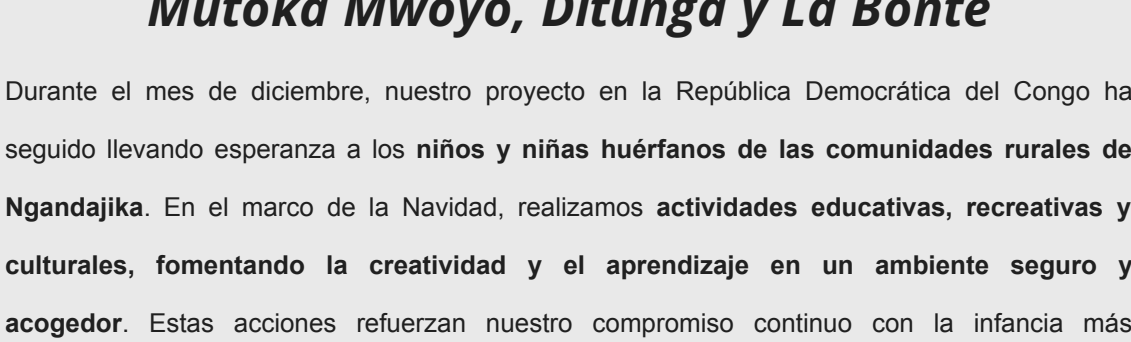 Mutoka Mwoyo, Ditunga y La Bonté
Durante el mes de diciembre, nuestro proyecto en la República Democrática del Congo ha
seguido llevando esperanza a los niños y niñas huérfanos de las comunidades rurales de
Ngandajika. En el marco de la Navidad, realizamos actividades educativas, recreativas y
culturales, fomentando la creatividad y el aprendizaje en un ambiente seguro y
acogedor. Estas acciones refuerzan nuestro compromiso continuo con la infancia más